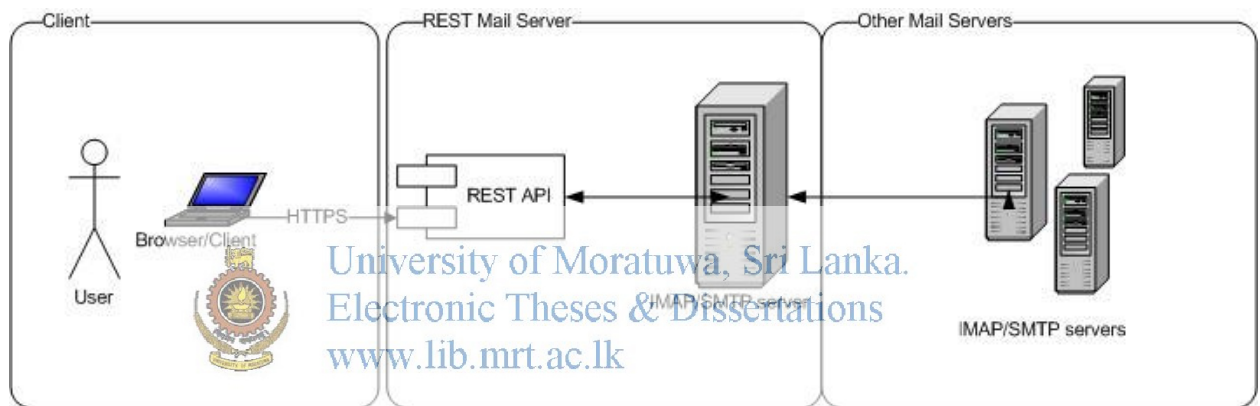 Client
REST Mail Server
Other Mail Servers
REST API
HTTPS
Browser/Client
User
IMAP/SMTP server
IMAP/SMTP servers
University of Moratuwa, Sri Lanka.
Electronic Theses & Dissertations
www.lib.mrt.ac.lk